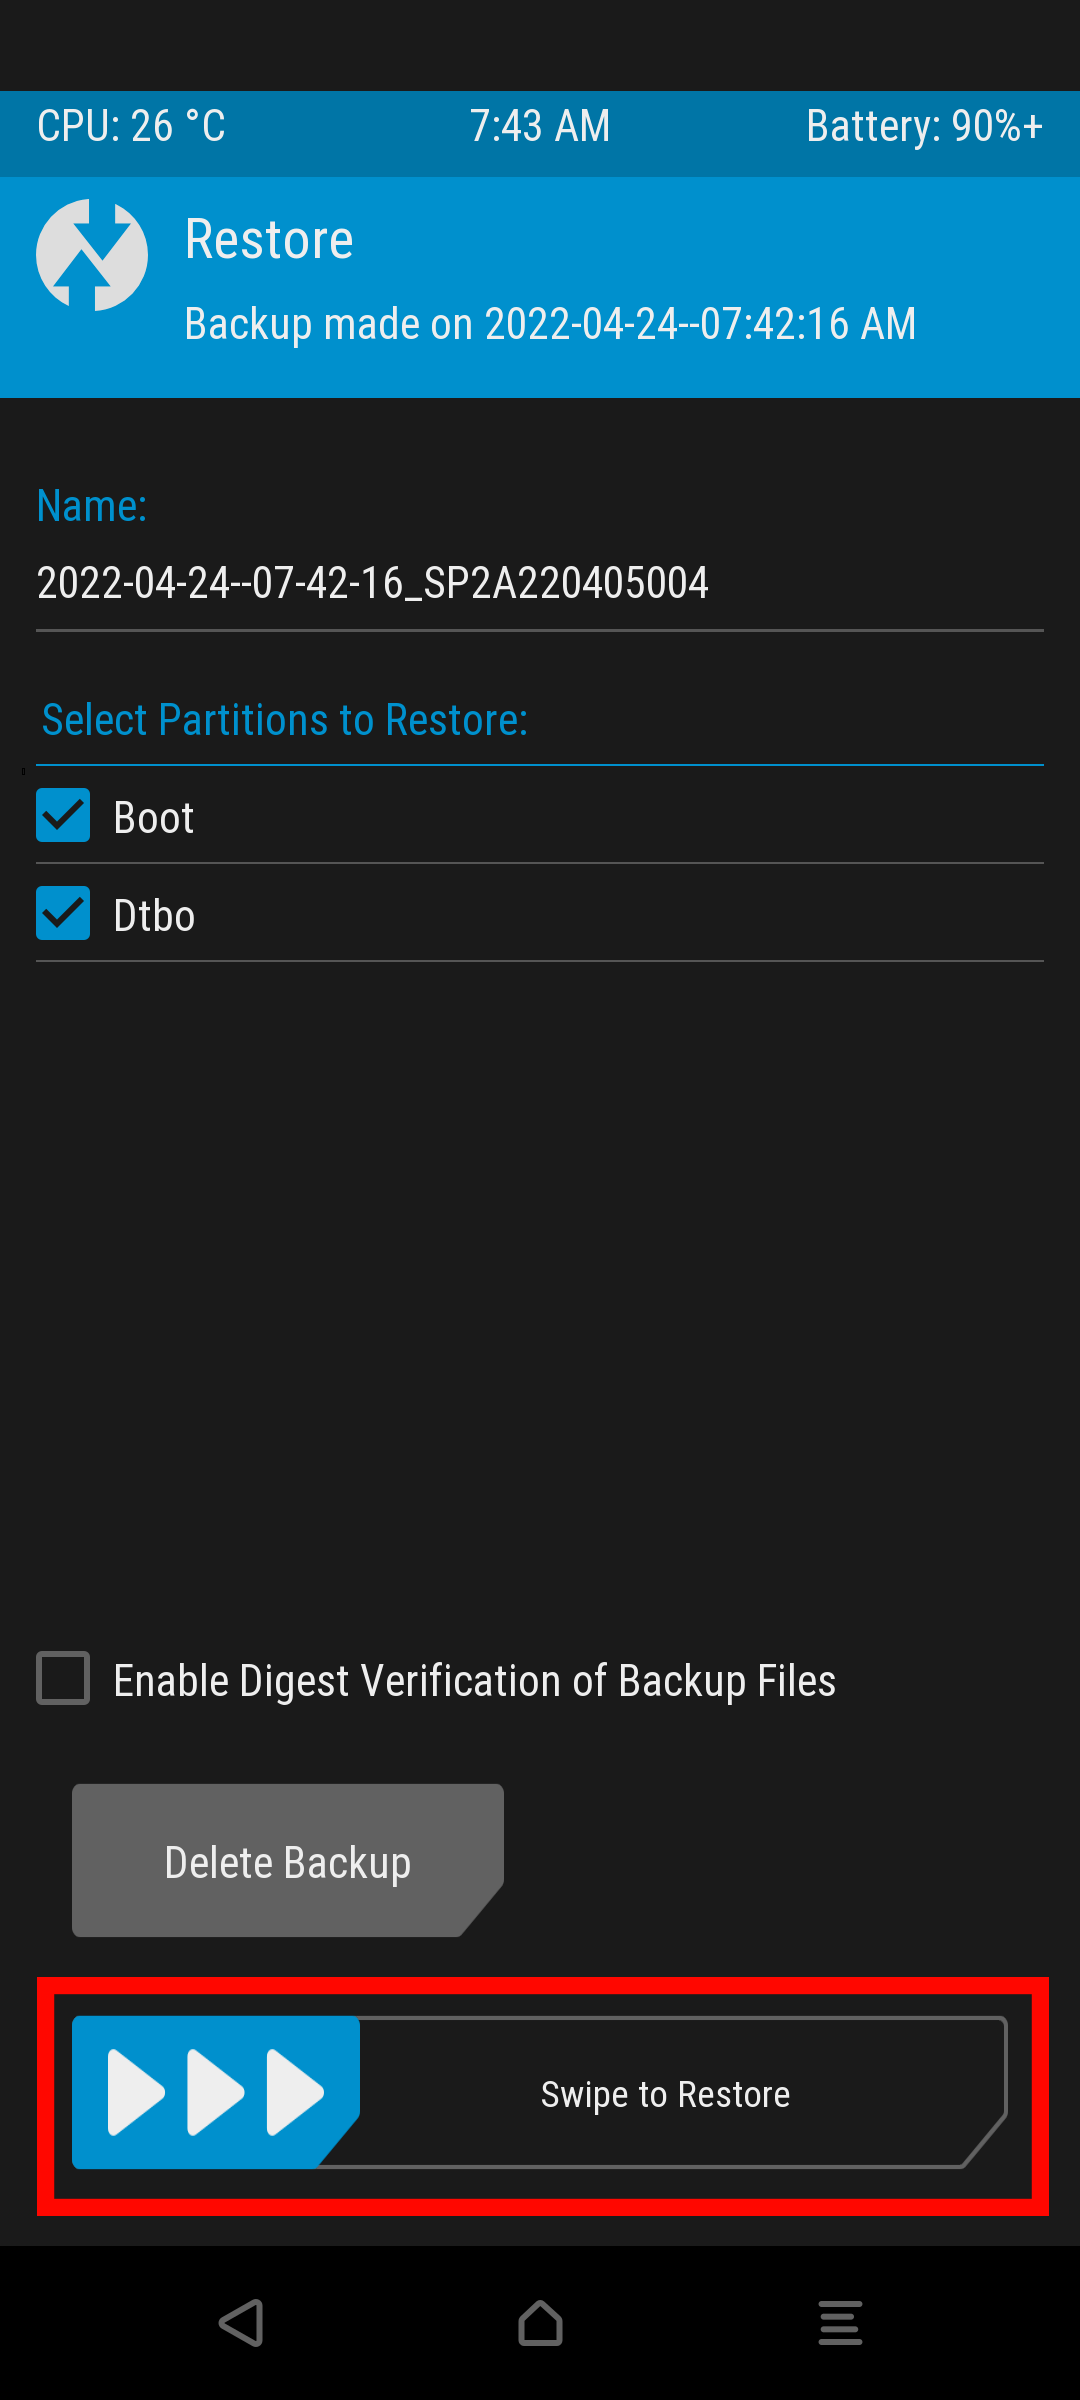 CPU: 26 °C 7:43 AM Battery: 90%+
Restore
Backup made on 2022-04-24--07:42:16 AM
Name:
2022-04-24--07-42-16_SP2A220405004
Select Partitions to Restore:
Boot
Dtbo
Enable Digest Verification of Backup Files
Delete Backup
Swipe to Restore